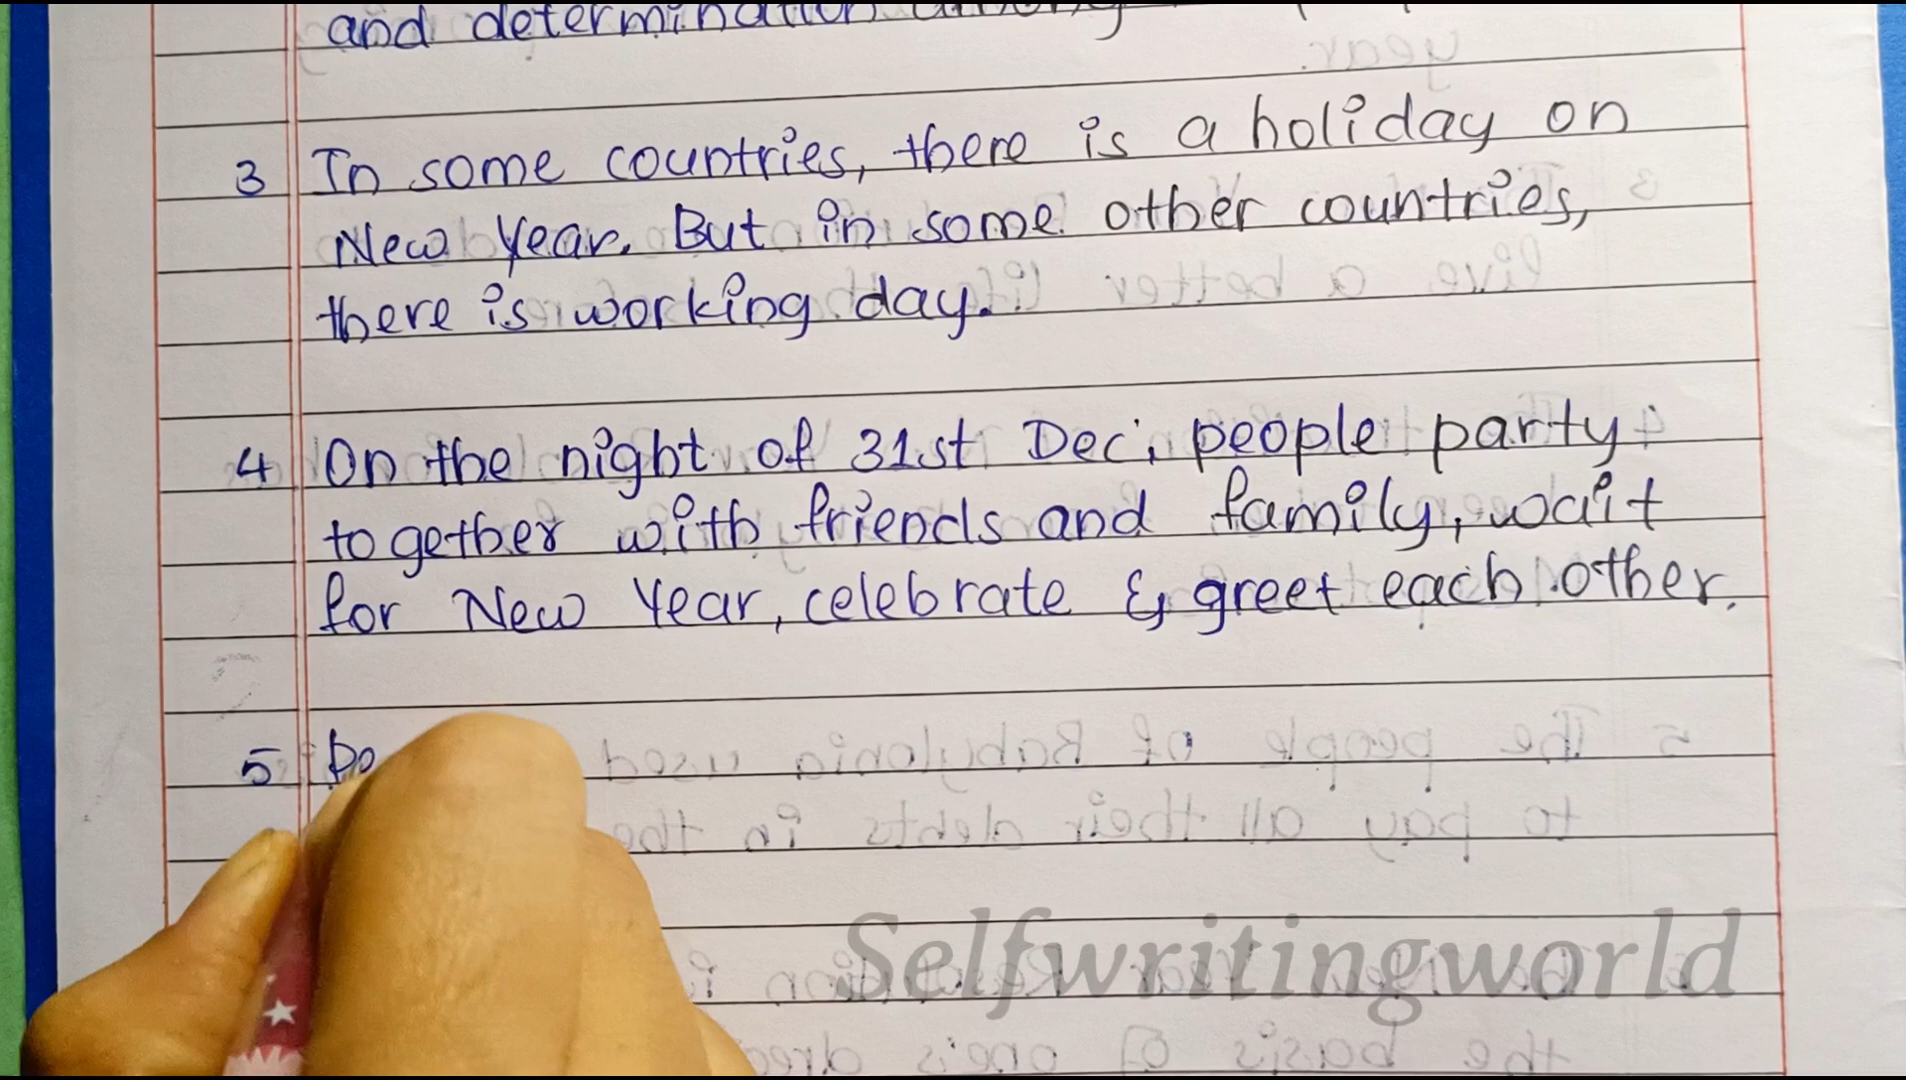 and determination among
3 In some countries, there is a holiday on
New Year. But in some other countries,
there is working day.
4 On the night of 31st Dec, people party
together with friends and family, wait
for New Year, celebrate & greet each other.
5 Pe
Selfwritingworld